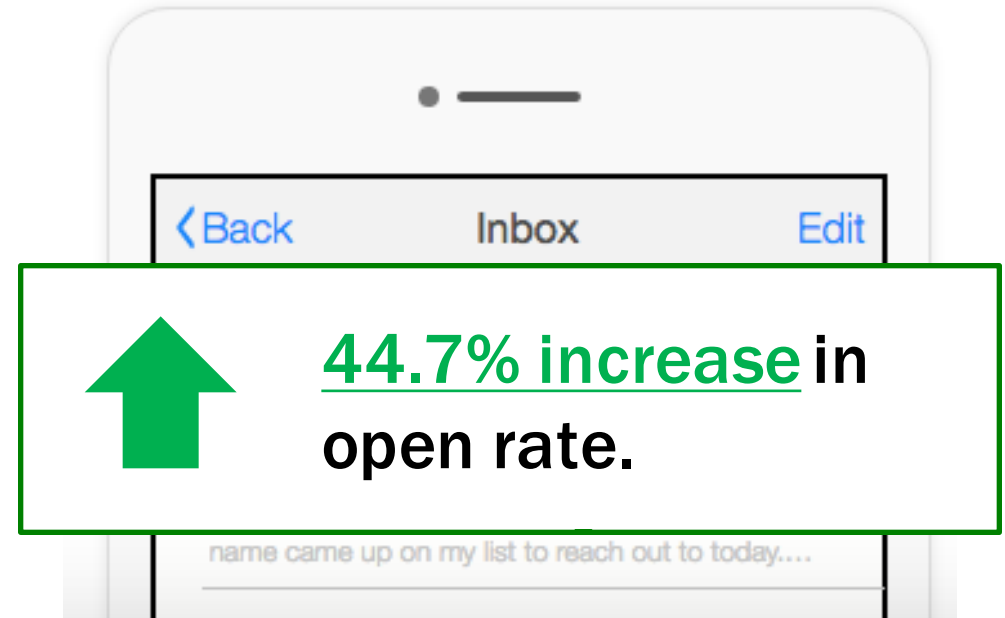 Back Inbox Edit
44.7% increase in
open rate.
name came up on my list to reach out to today....